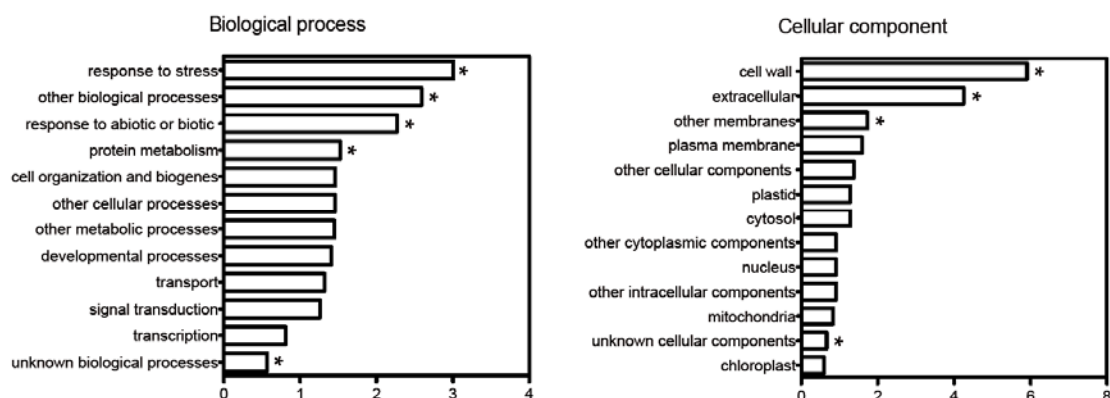 Biological process
response to stress
*
other biological processes
*
response to abiotic or biotic
*
protein metabolism
*
cell organization and biogenes
other cellular processes
other metabolic processes
developmental processes
transport
signal transduction
transcription
unknown biological processes
*
0 1 2 3 4
Cellular component
cell wall
*
extracellular
*
other membranes
*
plasma membrane
other cellular components
plastid
cytosol
other cytoplasmic components
nucleus
other intracellular components
mitochondria
unknown cellular components
*
chloroplast
0 2 4 6 8